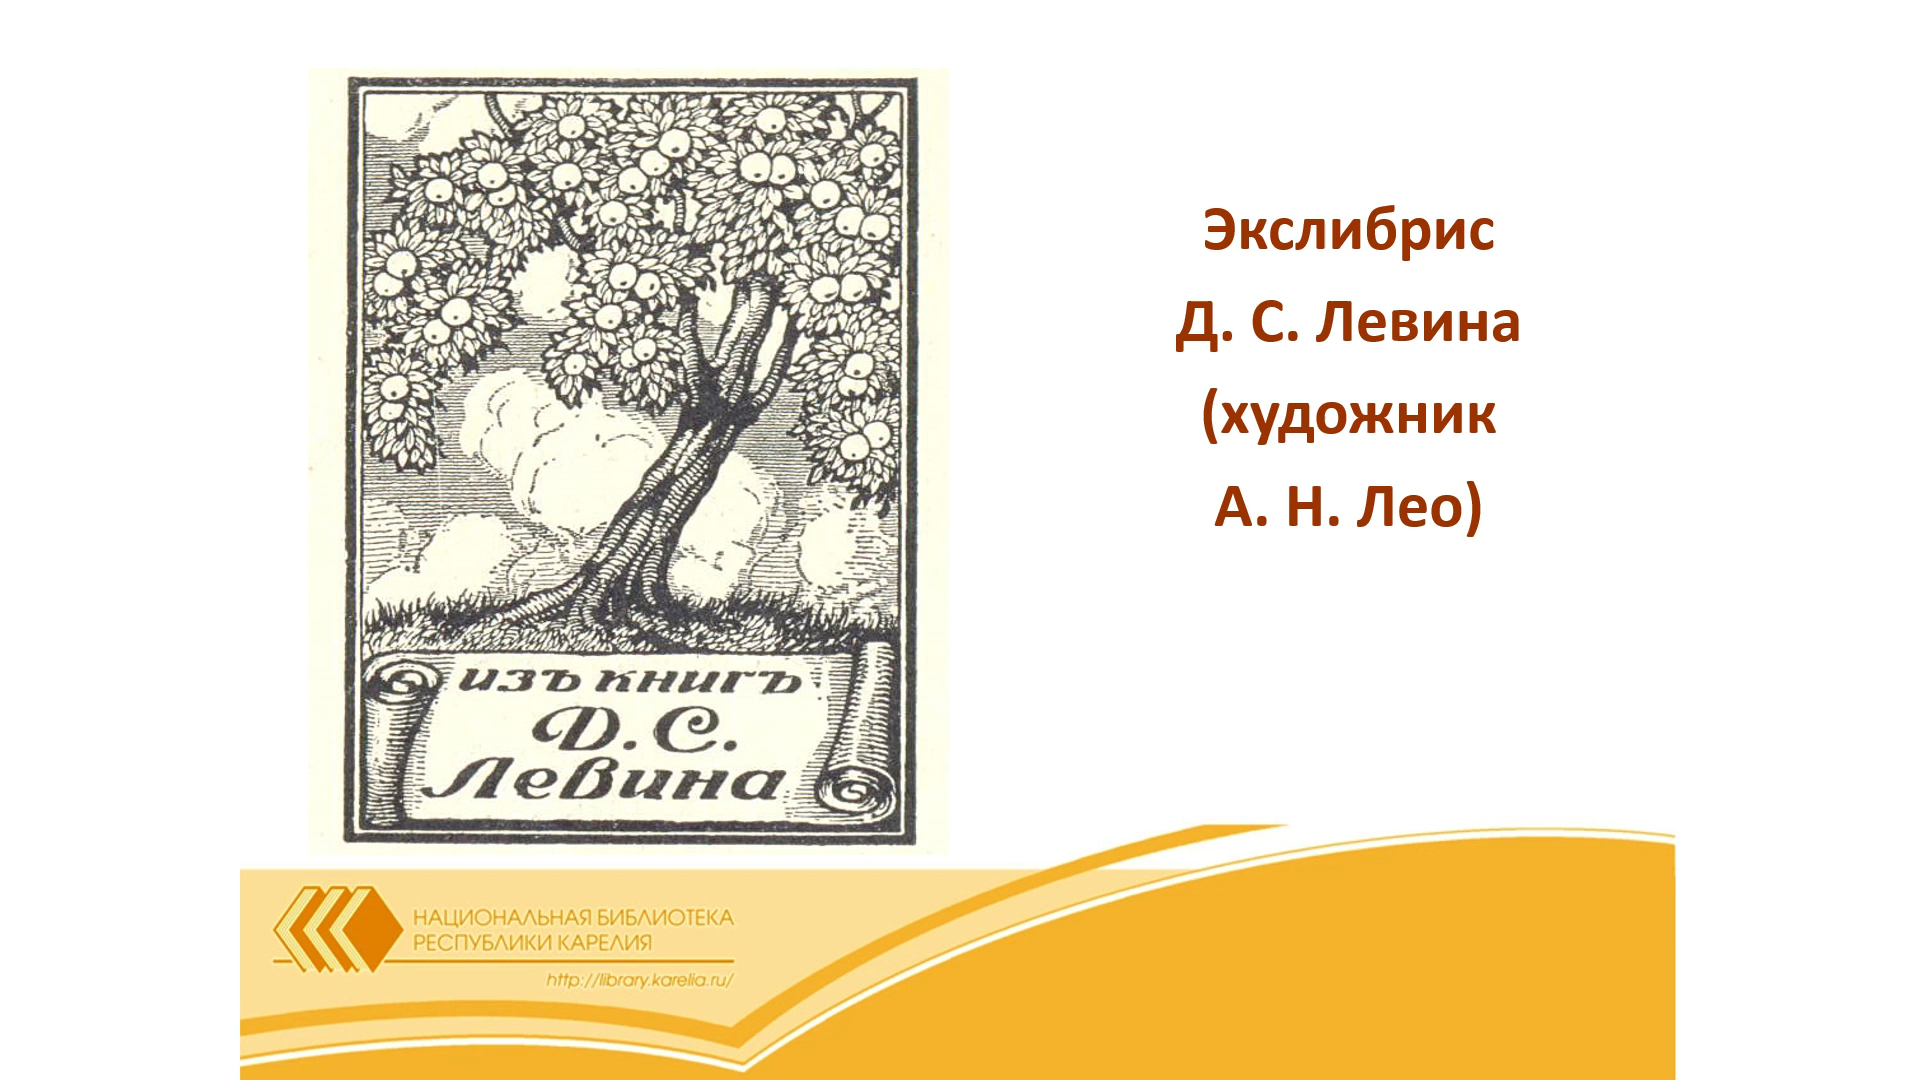 изъ книгъ
Д. С.
Левина
Экслибрис
Д. С. Левина
(художник
А. Н. Лео)
НАЦИОНАЛЬНАЯ БИБЛИОТЕКА
РЕСПУБЛИКИ КАРЕЛИЯ
http://library.karelia.ru/